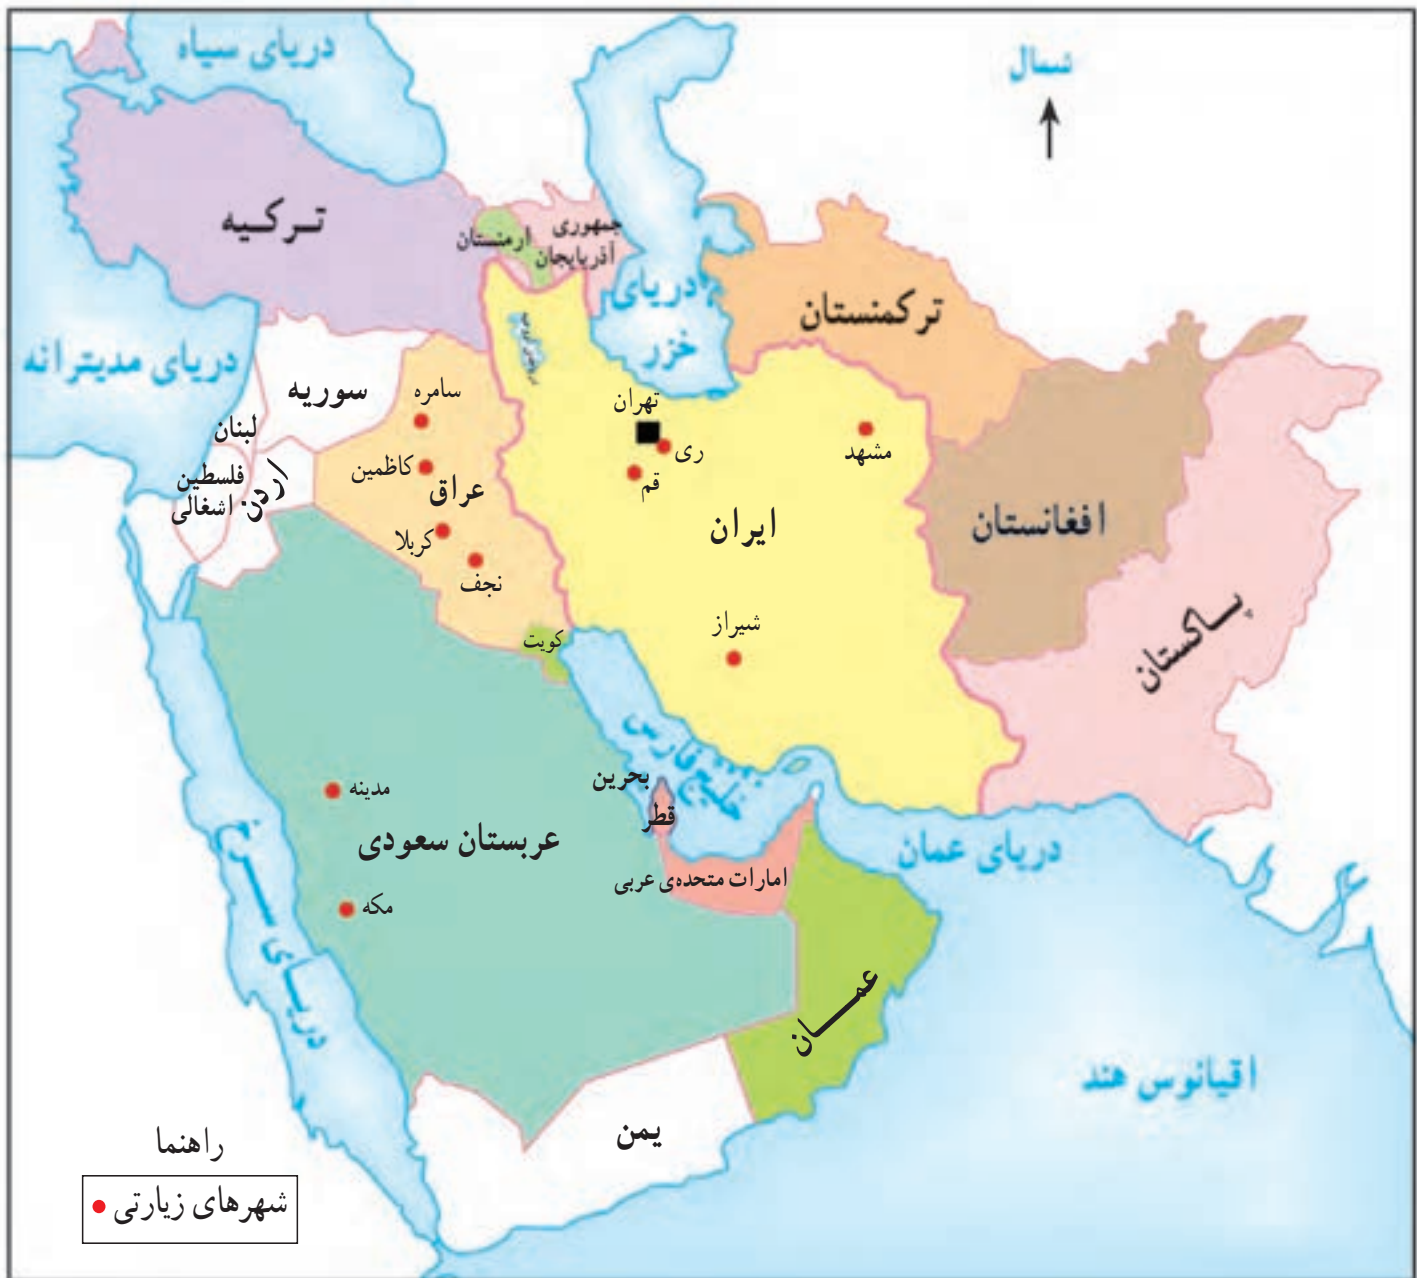 دریای سیاه
شمال
ترکیه
ارمنستان
جمهوری
آذربایجان
دریای
خزر
ترکمنستان
دریای مدیترانه
سوریه
سامره
تهران
مشهد
ری
قم
لبنان
فلسطین
اشغالی
اردن
کاظمین
عراق
کربلا
نجف
ایران
افغانستان
پاکستان
شیراز
کویت
خلیج فارس
بحرین
قطر
مدینه
عربستان سعودی
امارات متحده‌ی عربی
دریای عمان
مکه
دریای سرخ
عمان
اقیانوس هند
یمن
راهنما
شهرهای زیارتی